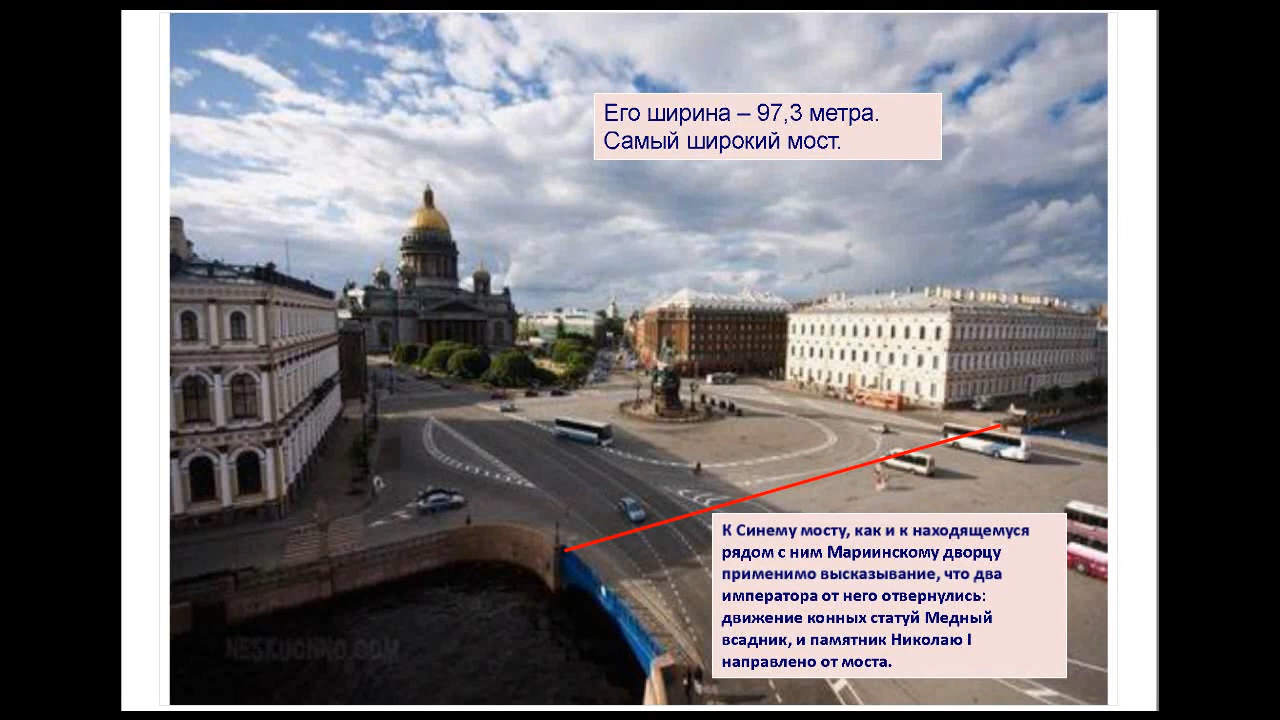 Его ширина – 97,3 метра.
Самый широкий мост.
К Синему мосту, как и к находящемуся
рядом с ним Мариинскому дворцу
применимо высказывание, что два
императора от него отвернулись:
движение конных статуй Медный
всадник, и памятник Николаю I
направлено от моста.
NESKUCHNO.COM